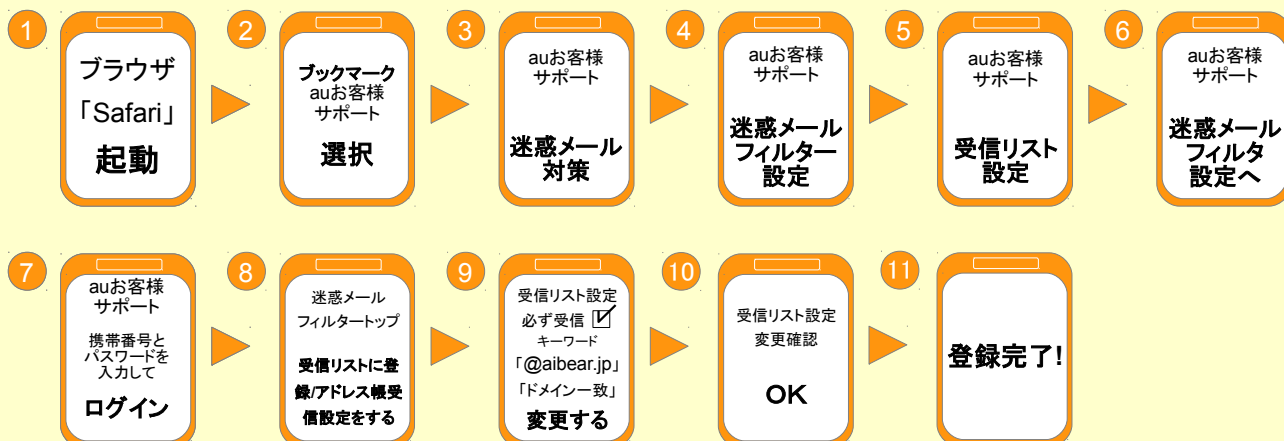 1
ブラウザ
「Safari」
起動
2
ブックマーク
auお客様
サポート
選択
3
auお客様
サポート
迷惑メール
対策
4
auお客様
サポート
迷惑メール
フィルター
設定
5
auお客様
サポート
受信リスト
設定
6
auお客様
サポート
迷惑メール
フィルタ
設定へ
7
auお客様
サポート
携帯番号と
パスワードを
入力して
ログイン
8
迷惑メール
フィルタートップ
受信リストに登
録/アドレス帳受
信設定をする
9
受信リスト設定
必ず受信
キーワード
「@aibear.jp」
「ドメイン一致」
変更する
10
受信リスト設定
変更確認
OK
11
登録完了!